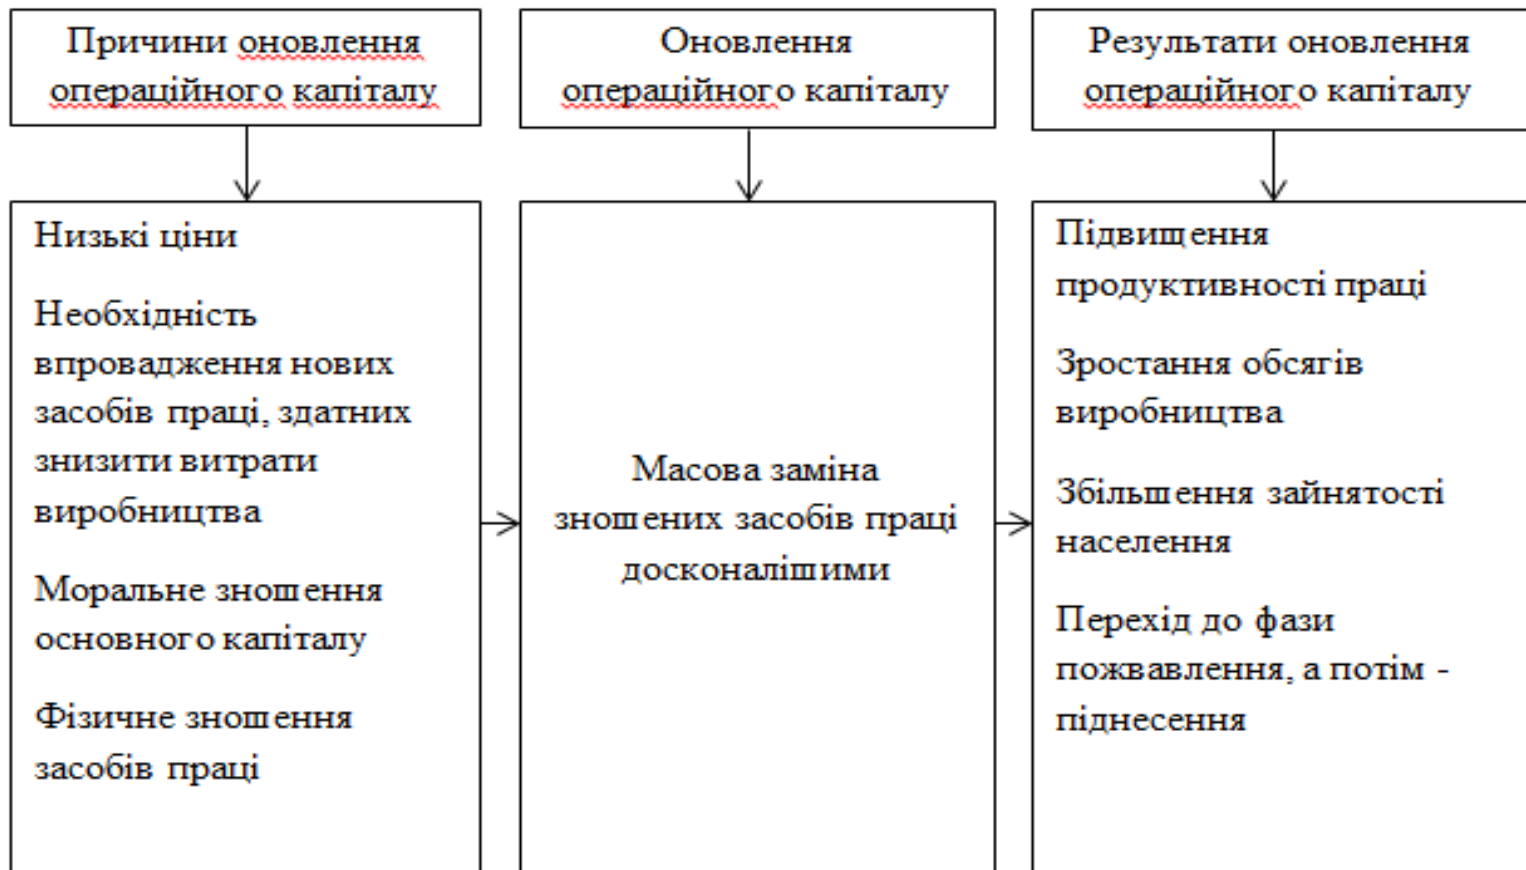 Причини оновлення
операційного капіталу
Оновлення
операційного капіталу
Результати оновлення
операційного капіталу
Низькі ціни
Необхідність
впровадження нових
засобів праці, здатних
знизити витрати
виробництва
Моральне зношення
основного капіталу
Фізичне зношення
засобів праці
Масова заміна
зношених засобів праці
досконалішими
Підвищення
продуктивності праці
Зростання обсягів
виробництва
Збільшення зайнятості
населення
Перехід до фази
пожвавлення, а потім -
піднесення